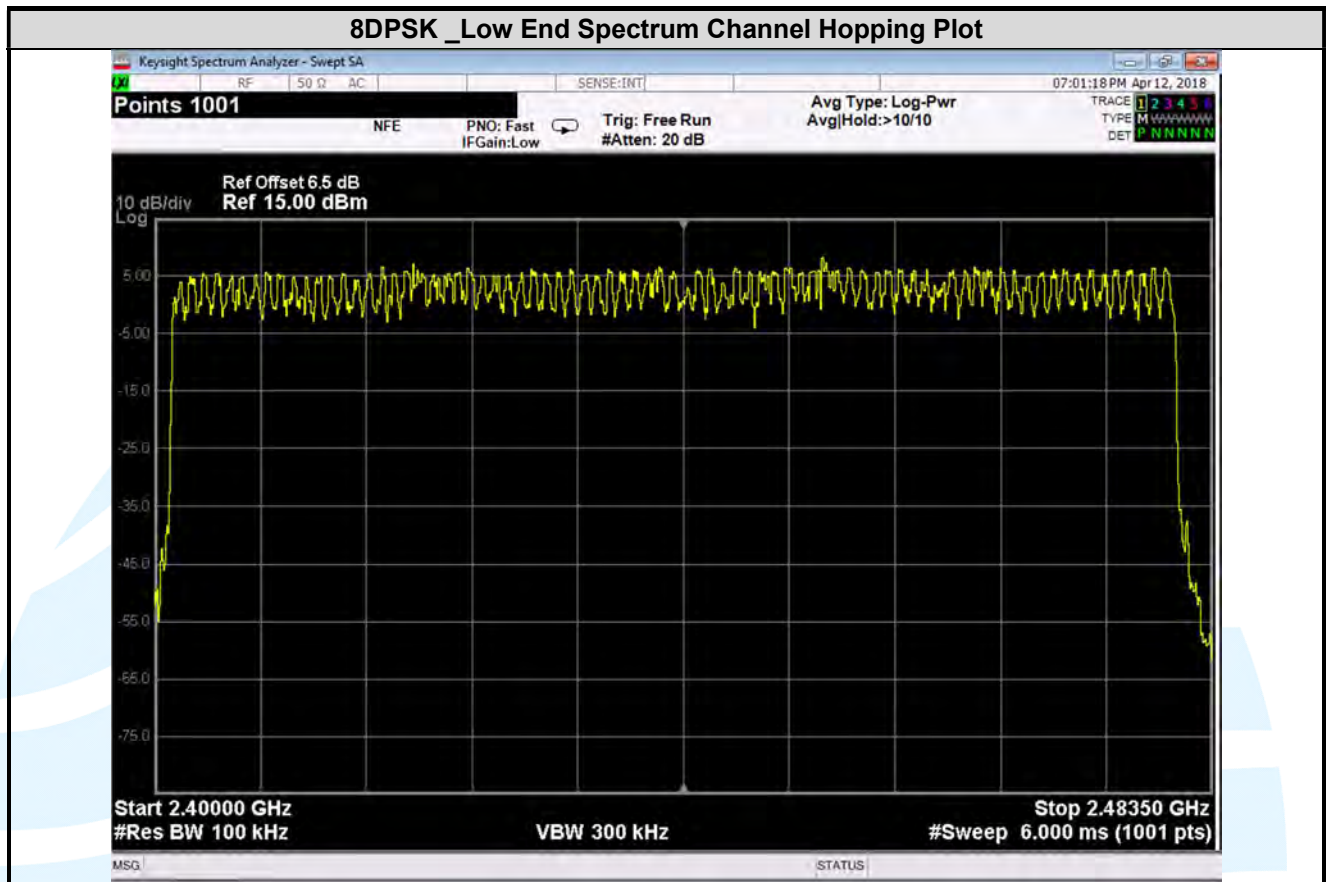 8DPSK _Low End Spectrum Channel Hopping Plot
Keysight Spectrum Analyzer - Swept SA
LXI RF 50 Ω AC SENSE:INT 07:01:18 PM Apr 12, 2018
Points 1001 Avg Type: Log-Pwr TRACE 1 2 3 4 5 6
NFE PNO: Fast Trig: Free Run Avg|Hold:>10/10 TYPE M
IFGain:Low #Atten: 20 dB DET P N N N N N
Ref Offset 6.5 dB
10 dB/div Ref 15.00 dBm
Log
5.00
-5.00
-15.0
-25.0
-35.0
-45.0
-55.0
-65.0
-75.0
Start 2.40000 GHz Stop 2.48350 GHz
#Res BW 100 kHz VBW 300 kHz #Sweep 6.000 ms (1001 pts)
MSG STATUS